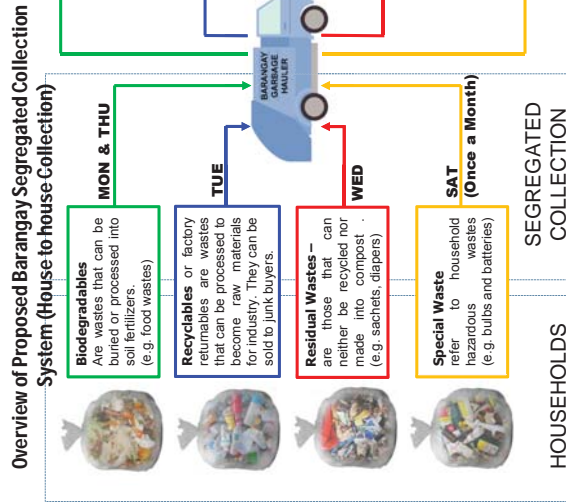 Overview of Proposed Barangay Segregated Collection
System (House to house Collection)
Biodegradables
Are wastes that can be
buried or processed into
soil fertilizers.
(e.g. food wastes)
MON & THU
Recyclables or factory
returnables are wastes
that can be processed to
become raw materials
for industry. They can be
sold to junk buyers.
TUE
Residual Wastes –
are those that can
neither be recycled nor
made into compost .
(e.g. sachets, diapers)
WED
Special Waste
refer to household
hazardous wastes
(e.g. bulbs and batteries)
SAT
(Once a Month)
BARANGAY
GARBAGE
HAULER
HOUSEHOLDS
SEGREGATED
COLLECTION